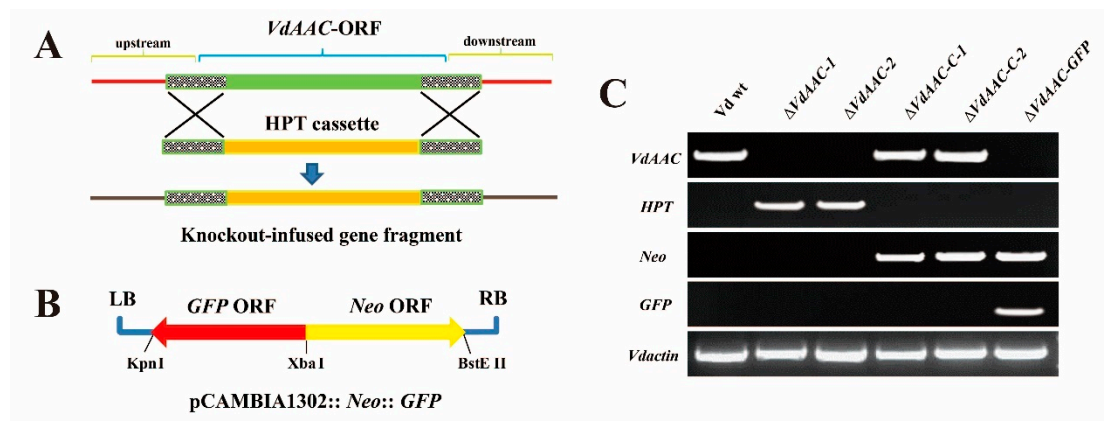 A
VdAAC-ORF
upstream
downstream
HPT cassette
Knockout-infused gene fragment
B
LB
GFP ORF
Neo ORF
RB
KpnI
Xba I
BstE II
pCAMBIA1302:: Neo:: GFP
C
Vd wt
ΔVdAAC-1
ΔVdAAC-2
ΔVdAAC-C-1
ΔVdAAC-C-2
ΔVdAAC-GFP
VdAAC
HPT
Neo
GFP
Vdactin